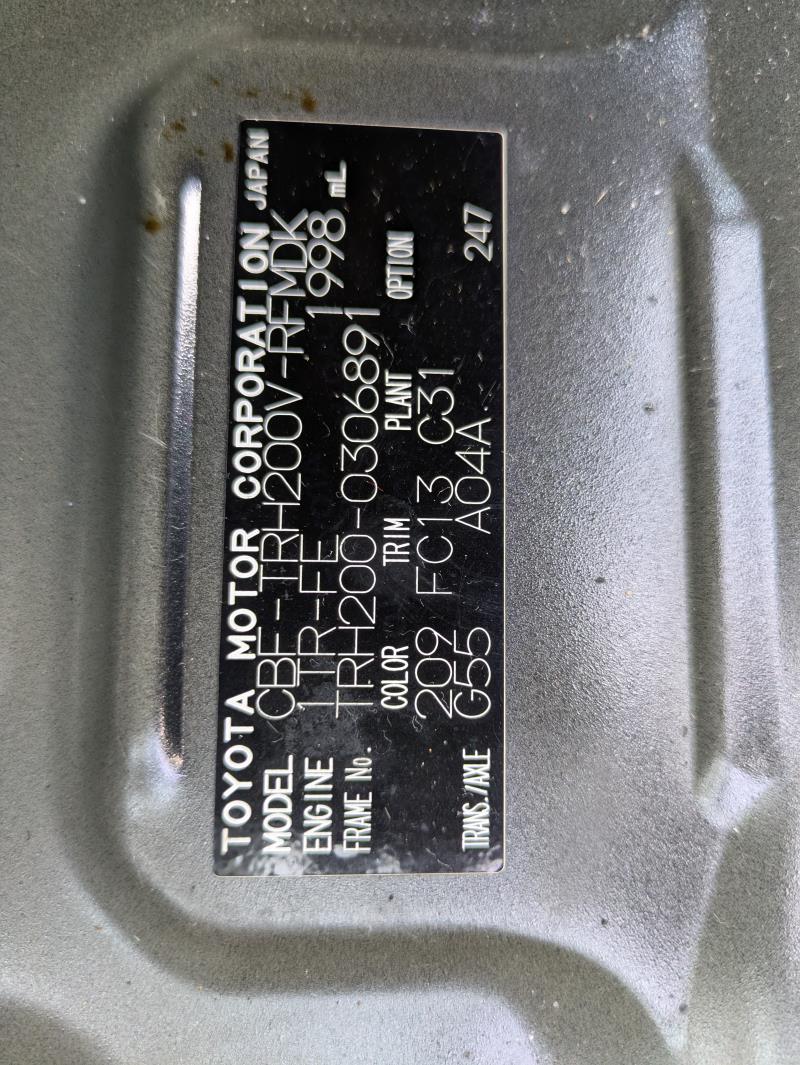 TOYOTA MOTOR CORPORATION JAPAN
MODEL CBF-TRH200V-RFMDK
ENGINE 1TR-FE 1998 mL
FRAME No. TRH200-0306891
COLOR TRIM PLANT OPTION
209 FC13 C31
TRANS./AXLE G55 A04A 247